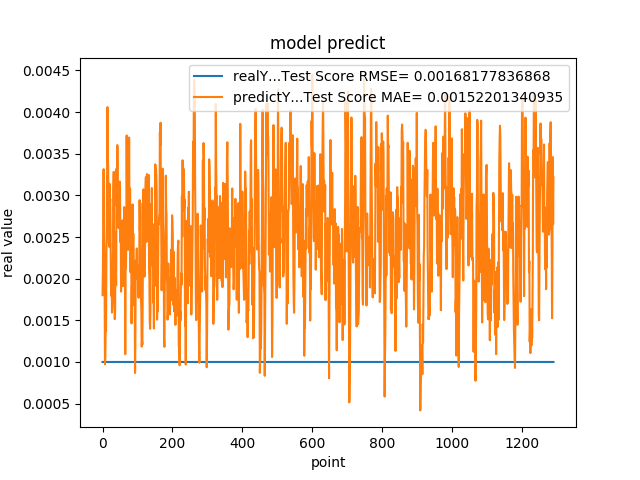 model predict
realY...Test Score RMSE= 0.00168177836868
predictY...Test Score MAE= 0.00152201340935
0.0045
0.0040
0.0035
0.0030
0.0025
0.0020
0.0015
0.0010
0.0005
real value
0 200 400 600 800 1000 1200
point